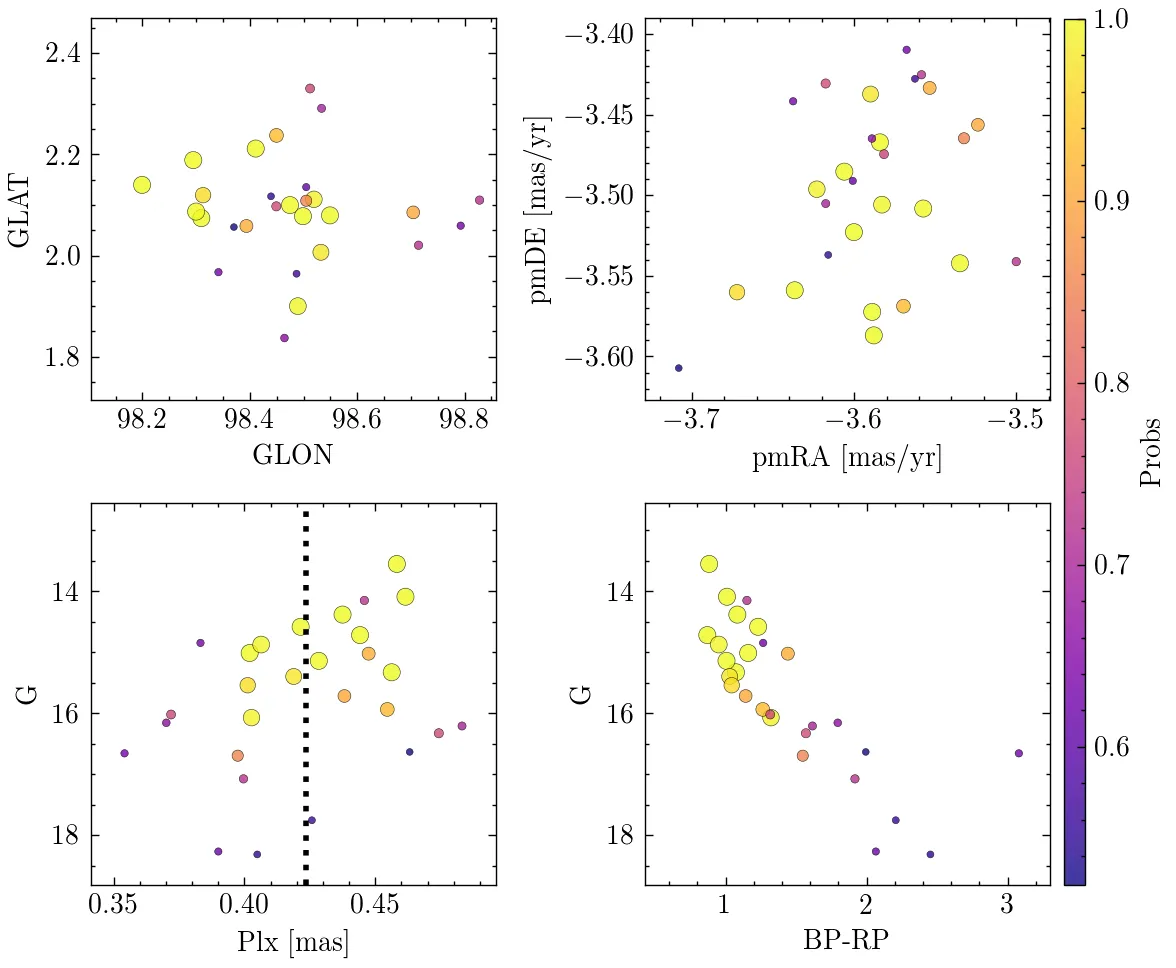 2.4
2.2
2.0
1.8
GLAT
98.2 98.4 98.6 98.8
GLON
−3.40
−3.45
−3.50
−3.55
−3.60
pmDE [mas/yr]
−3.7 −3.6 −3.5
pmRA [mas/yr]
14
16
18
G
0.35 0.40 0.45
Plx [mas]
14
16
18
G
1 2 3
BP-RP
1.0
0.9
0.8
0.7
0.6
Probs